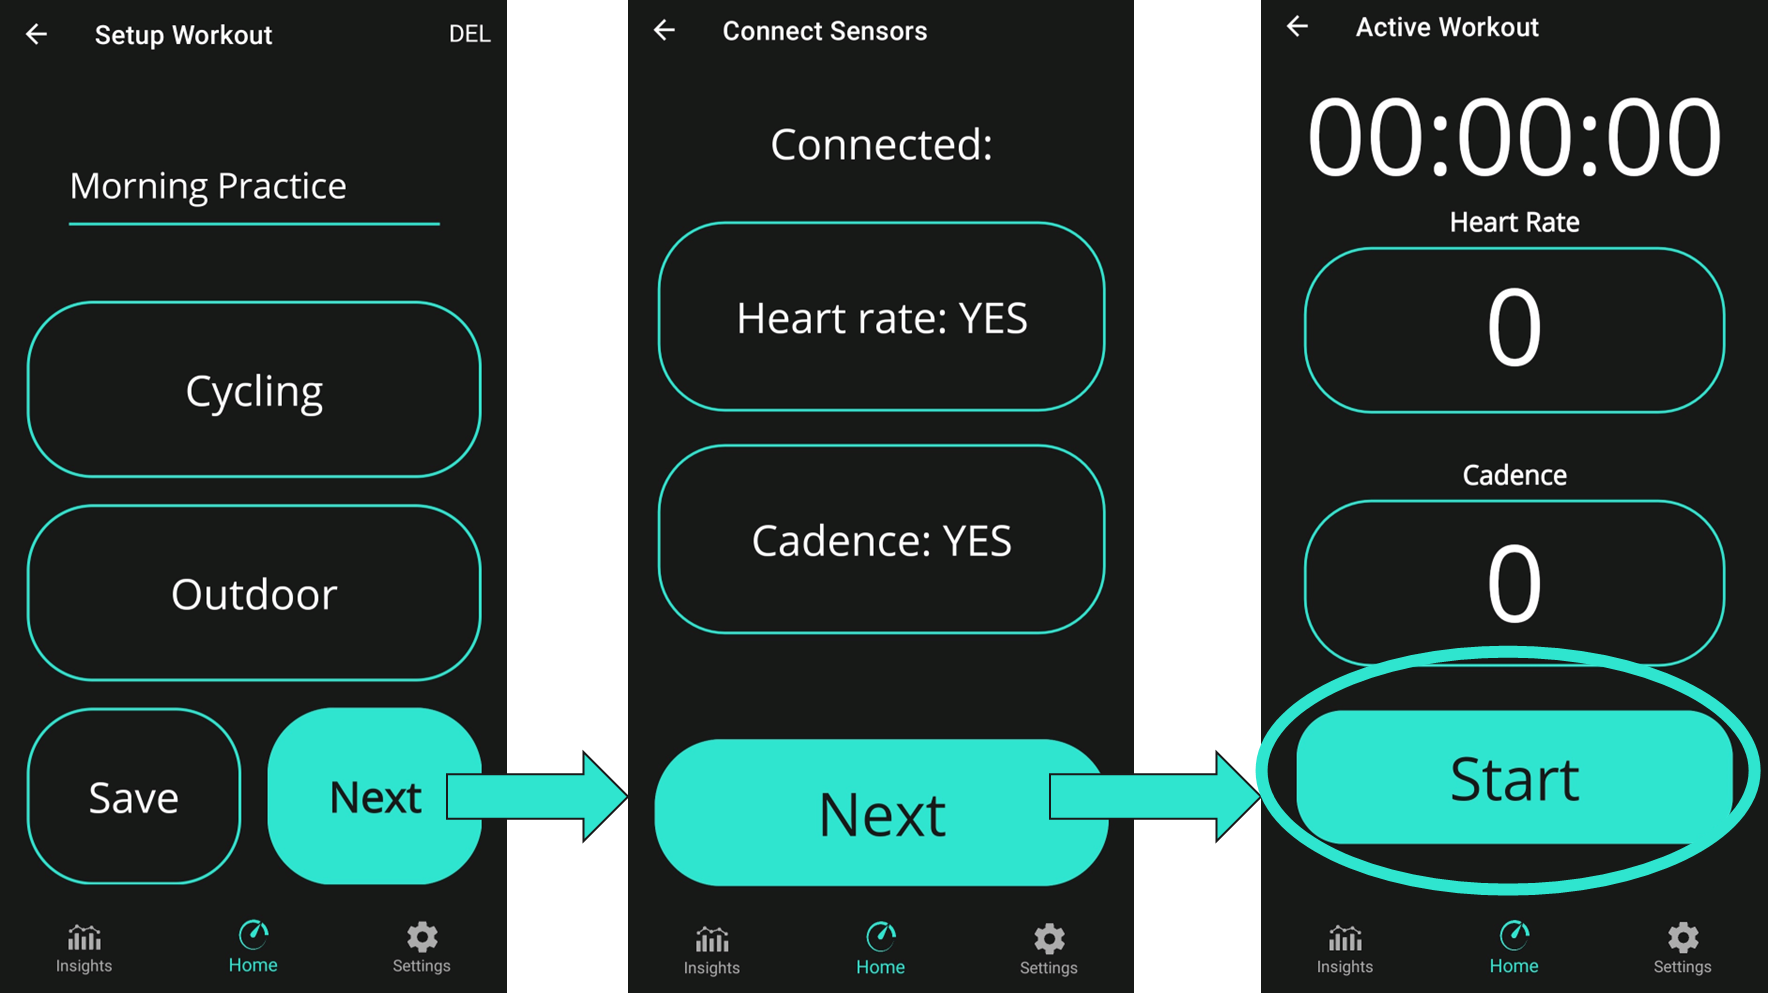 Setup Workout
DEL
Morning Practice
Cycling
Outdoor
Save
Next
Insights
Home
Settings
Connect Sensors
Connected:
Heart rate: YES
Cadence: YES
Next
Insights
Home
Settings
Active Workout
00:00:00
Heart Rate
0
Cadence
0
Start
Insights
Home
Settings